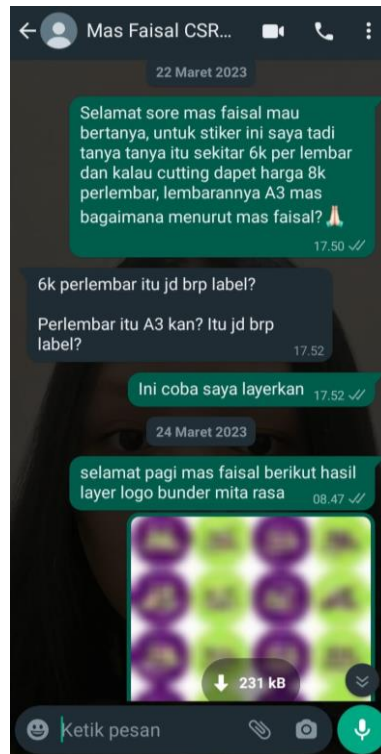 Mas Faisal CSR...
22 Maret 2023
Selamat sore mas faisal mau
bertanya, untuk stiker ini saya tadi
tanya tanya itu sekitar 6k per lembar
dan kalau cutting dapet harga 8k
perlembar, lembarannya A3 mas
bagaimana menurut mas faisal? 🙏🏻
17.50
6k perlembar itu jd brp label?
Perlembar itu A3 kan? Itu jd brp
label?
17.52
Ini coba saya layerkan 17.52
24 Maret 2023
selamat pagi mas faisal berikut hasil
layer logo bunder mita rasa 08.47
231 kB
Ketik pesan